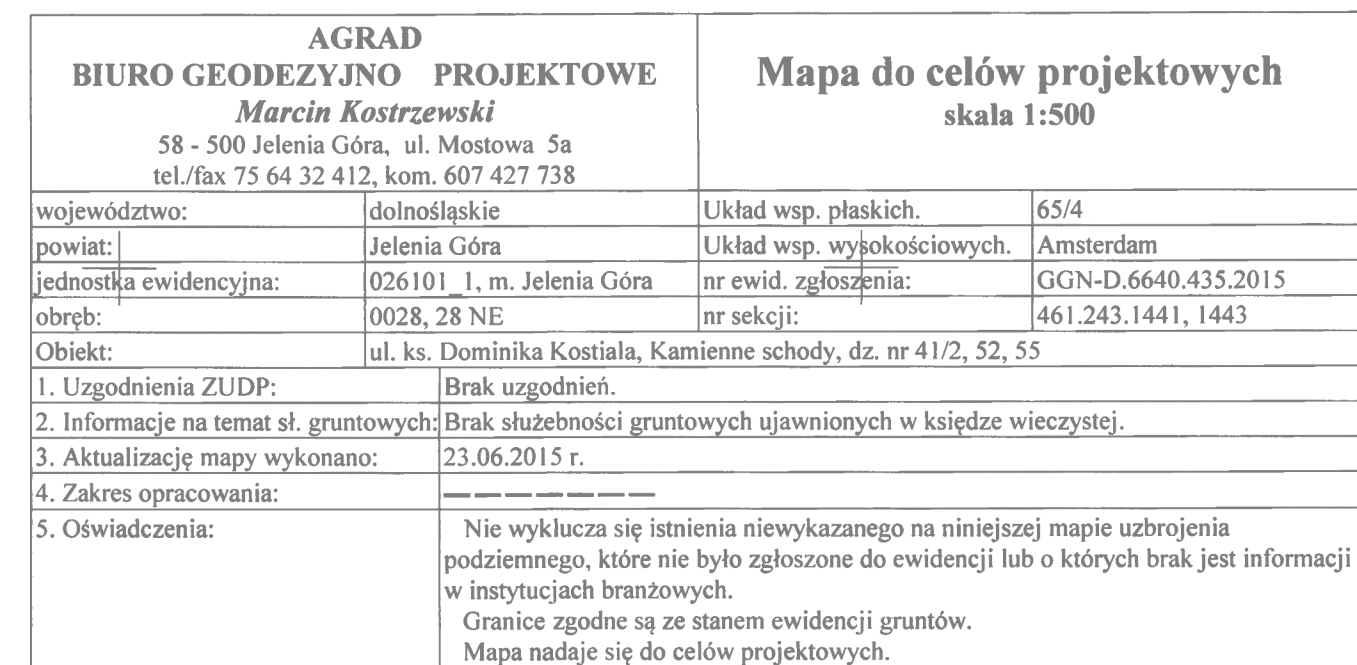 AGRAD
BIURO GEODEZYJNO PROJEKTOWE
Marcin Kostrzewski
58 - 500 Jelenia Góra, ul. Mostowa 5a
tel./fax 75 64 32 412, kom. 607 427 738
Mapa do celów projektowych
skala 1:500
województwo: dolnośląskie Układ wsp. płaskich. 65/4
powiat: Jelenia Góra Układ wsp. wysokościowych. Amsterdam
jednostka ewidencyjna: 026101_1, m. Jelenia Góra nr ewid. zgłoszenia: GGN-D.6640.435.2015
obręb: 0028, 28 NE nr sekcji: 461.243.1441, 1443
Obiekt: ul. ks. Dominika Kostiala, Kamienne schody, dz. nr 41/2, 52, 55
1. Uzgodnienia ZUDP: Brak uzgodnień.
2. Informacje na temat sł. gruntowych: Brak służebności gruntowych ujawnionych w księdze wieczystej.
3. Aktualizację mapy wykonano: 23.06.2015 r.
4. Zakres opracowania:
5. Oświadczenia: Nie wyklucza się istnienia niewykazanego na niniejszej mapie uzbrojenia
podziemnego, które nie było zgłoszone do ewidencji lub o których brak jest informacji
w instytucjach branżowych.
Granice zgodne są ze stanem ewidencji gruntów.
Mapa nadaje się do celów projektowych.